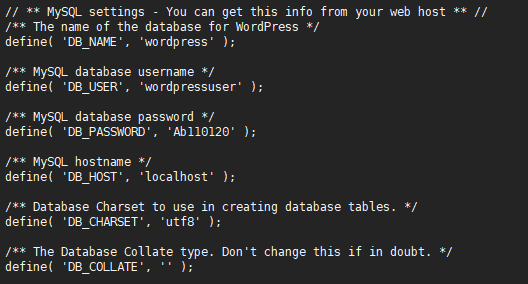 // ** MySQL settings - You can get this info from your web host ** //
/** The name of the database for WordPress */
define( 'DB_NAME', 'wordpress' );
/** MySQL database username */
define( 'DB_USER', 'wordpressuser' );
/** MySQL database password */
define( 'DB_PASSWORD', 'Ab110120' );
/** MySQL hostname */
define( 'DB_HOST', 'localhost' );
/** Database Charset to use in creating database tables. */
define( 'DB_CHARSET', 'utf8' );
/** The Database Collate type. Don't change this if in doubt. */
define( 'DB_COLLATE', '' );